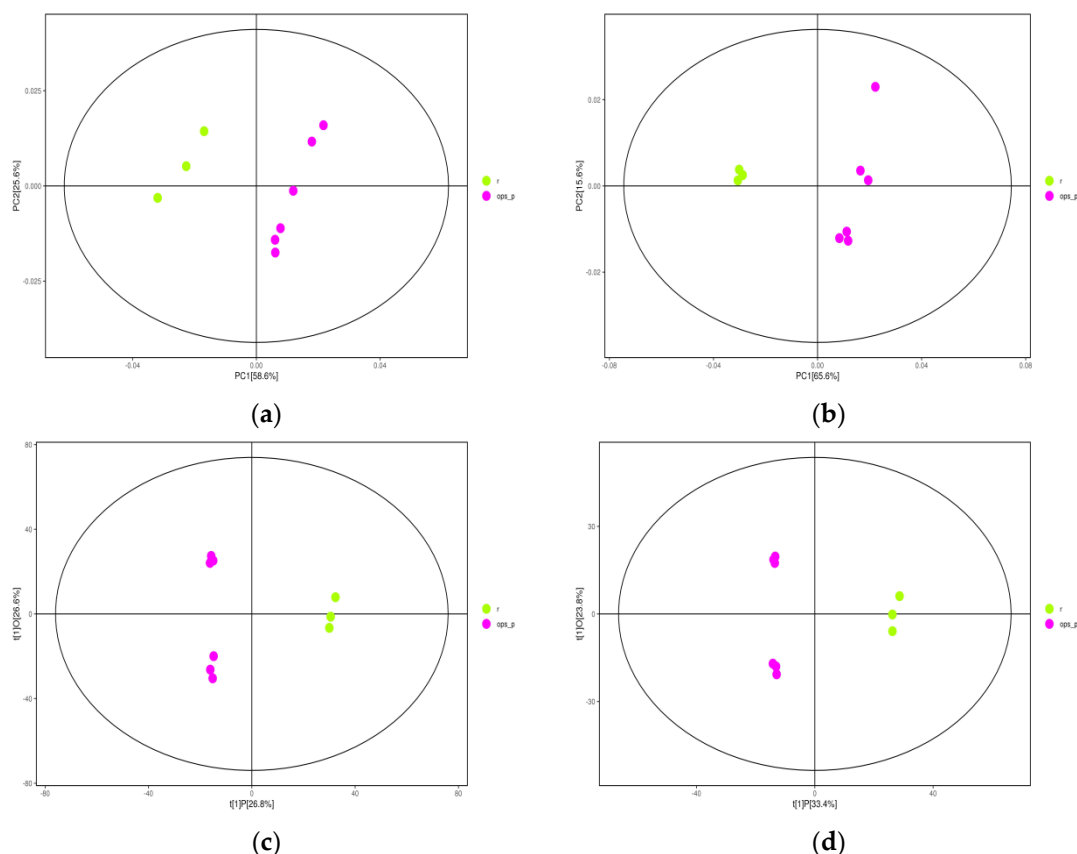 0.025
0.000
-0.025
PC2[25.6%]
-0.04
0.00
0.04
PC1[58.6%]
r
ops_p
(a)
0.02
0.00
-0.02
PC2[15.6%]
-0.08
-0.04
0.00
0.04
0.08
PC1[65.6%]
r
ops_p
(b)
80
40
0
-40
-80
t[1]O[26.6%]
-80
-40
0
40
80
t[1]P[26.8%]
r
ops_p
(c)
30
0
-30
t[1]O[23.8%]
-40
0
40
t[1]P[33.4%]
r
ops_p
(d)